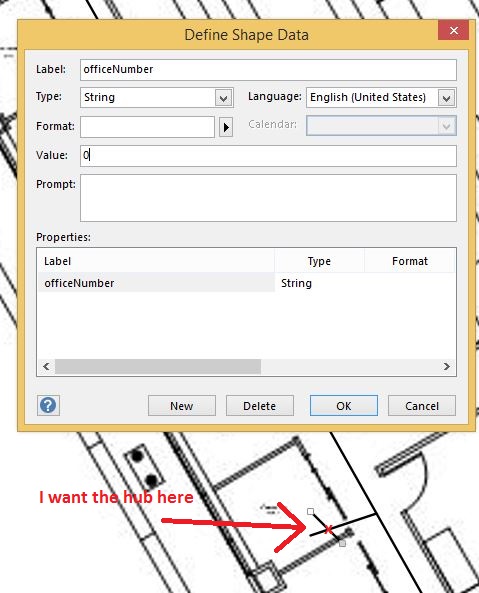 Define Shape Data
Label: officeNumber
Type: String Language: English (United States)
Format: Calendar:
Value: 0
Prompt:
Properties:
Label Type Format
officeNumber String
? New Delete OK Cancel
I want the hub here